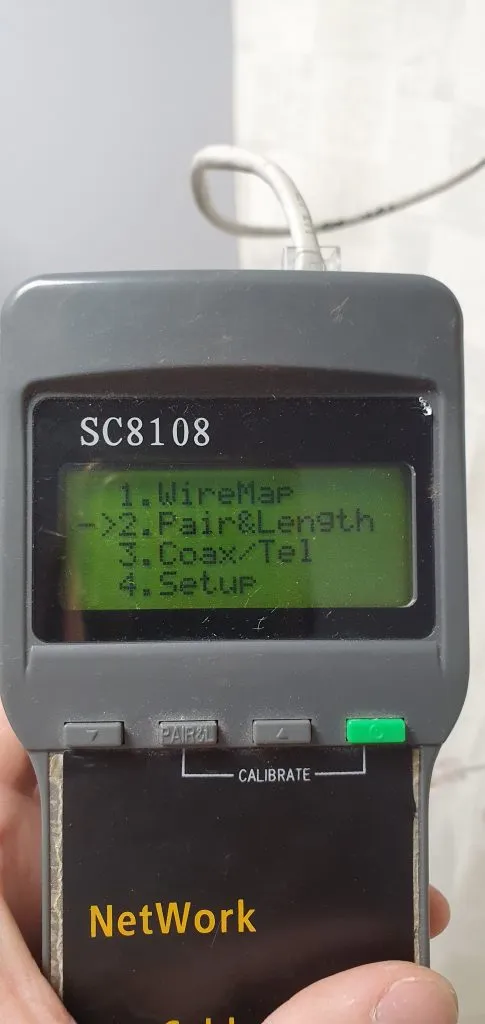 SC8108
1.WireMap
->2.Pair&Length
3.Coax/Tel
4.Setup
PAIR&L
CALIBRATE
NetWork